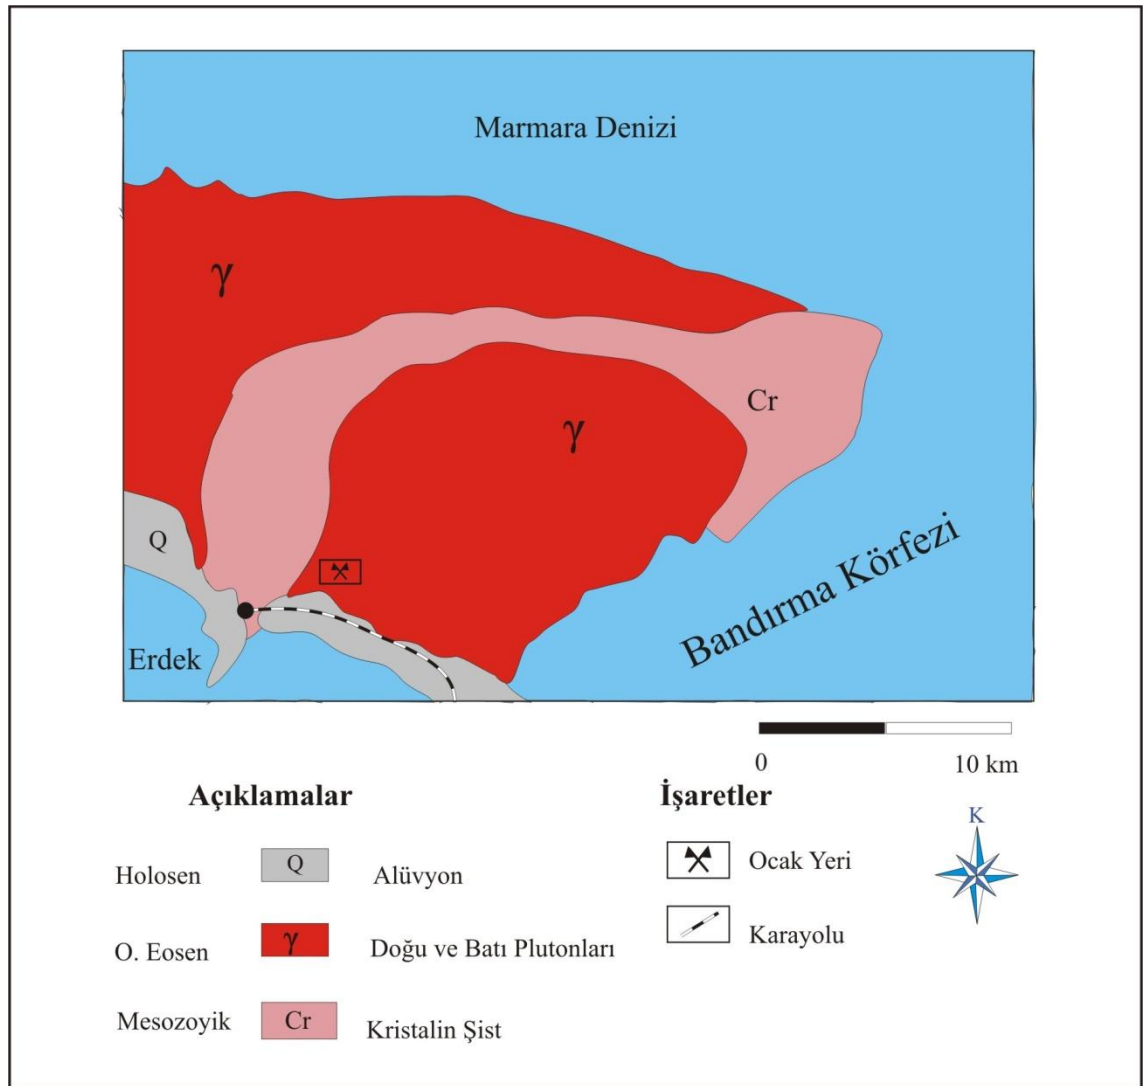 Marmara Denizi
γ
γ
Cr
Q
Bandırma Körfezi
Erdek
0 10 km
Açıklamalar
Holosen Q Alüvyon
O. Eosen γ Doğu ve Batı Plutonları
Mesozoyik Cr Kristalin Şist
İşaretler
Ocak Yeri
Karayolu
K